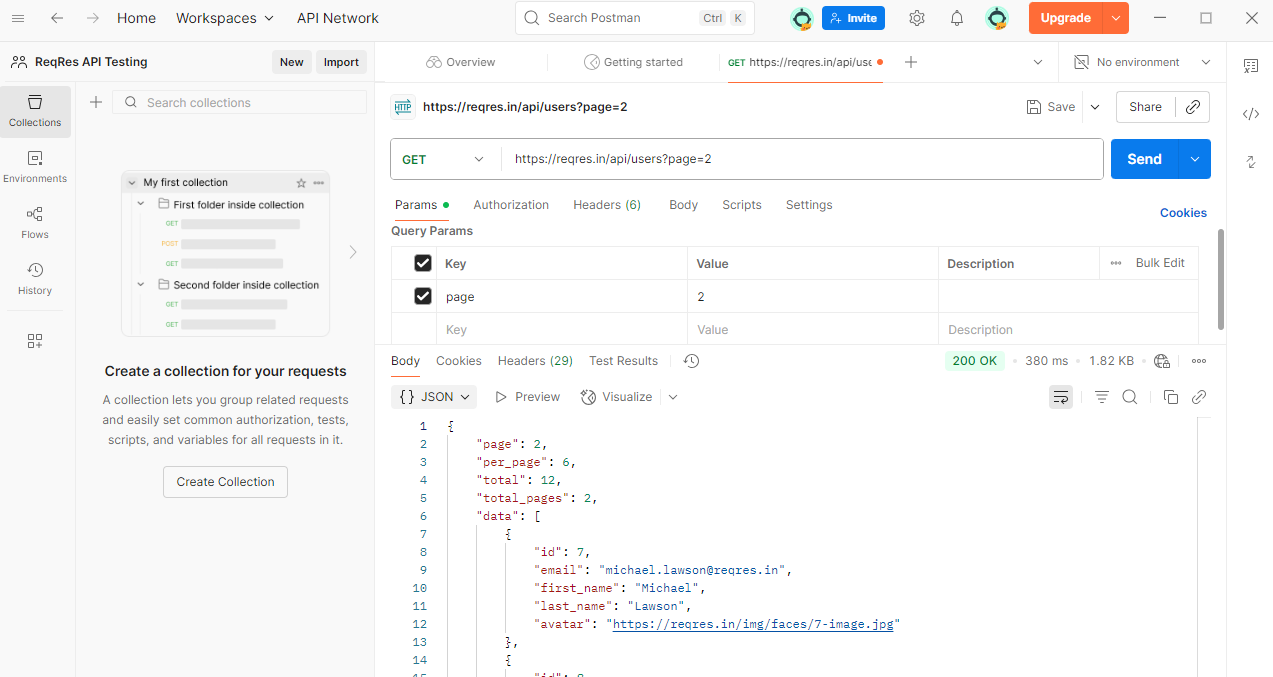 Home Workspaces API Network Search Postman Ctrl K Invite Upgrade
ReqRes API Testing New Import Overview Getting started GET https://reqres.in/api/use No environment
Collections
Environments
Flows
History
Search collections
My first collection
First folder inside collection
GET
POST
GET
Second folder inside collection
GET
GET
Create a collection for your requests
A collection lets you group related requests
and easily set common authorization, tests,
scripts, and variables for all requests in it.
Create Collection
HTTP https://reqres.in/api/users?page=2 Save Share
GET https://reqres.in/api/users?page=2 Send
Params Authorization Headers (6) Body Scripts Settings Cookies
Query Params
Key Value Description Bulk Edit
page 2
Key Value Description
Body Cookies Headers (29) Test Results 200 OK 380 ms 1.82 KB
{} JSON Preview Visualize
1 {
2 "page": 2,
3 "per_page": 6,
4 "total": 12,
5 "total_pages": 2,
6 "data": [
7 {
8 "id": 7,
9 "email": "michael.lawson@reqres.in",
10 "first_name": "Michael",
11 "last_name": "Lawson",
12 "avatar": "https://reqres.in/img/faces/7-image.jpg"
13 },
14 {